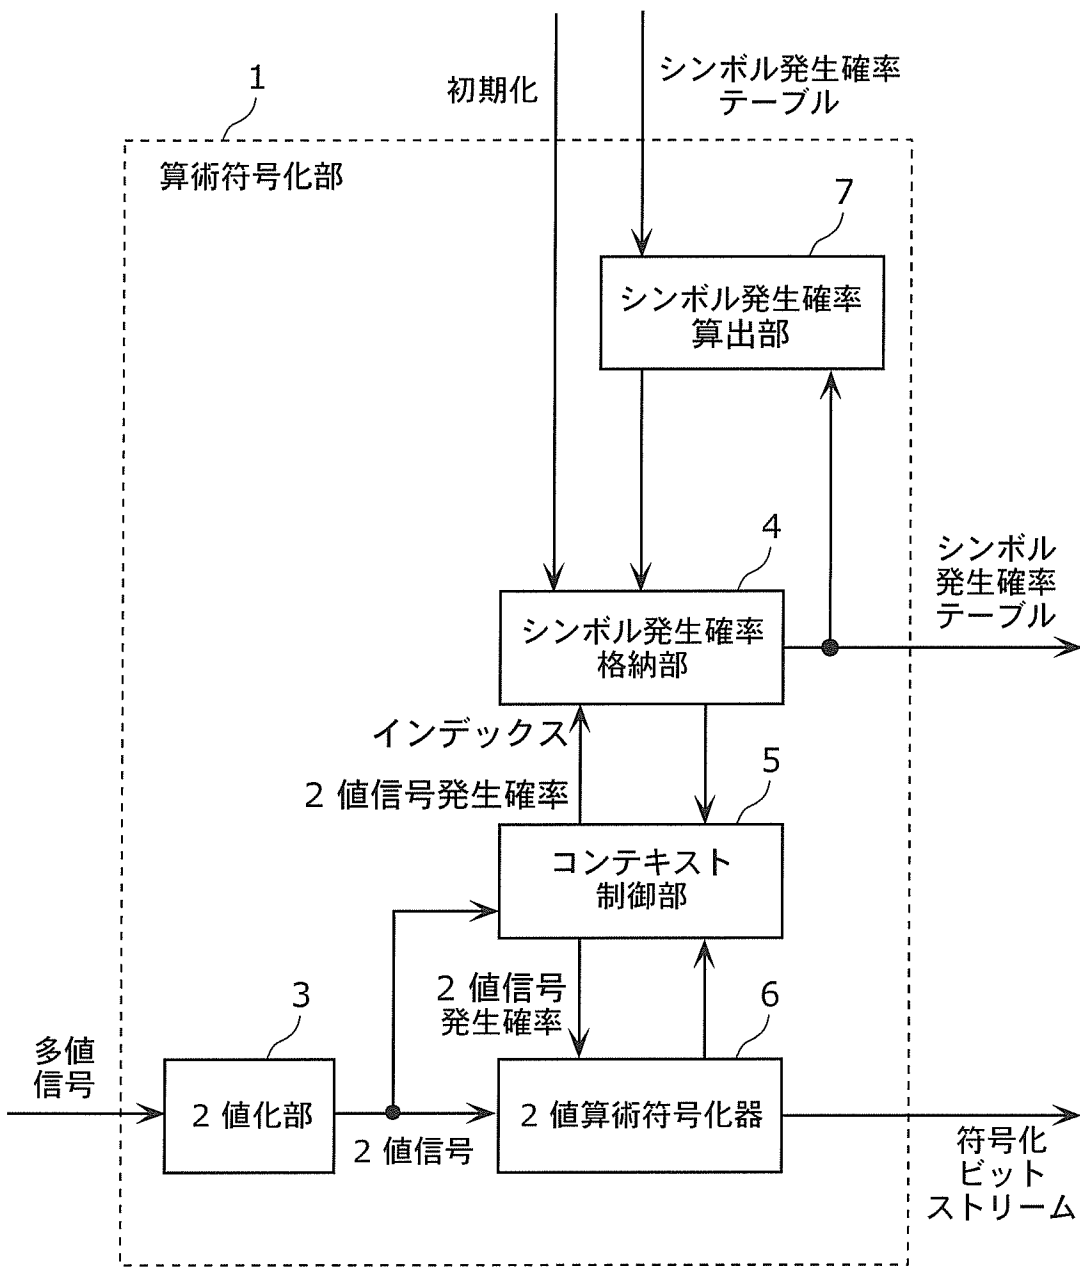 初期化
シンボル発生確率
テーブル
1
算術符号化部
7
シンボル発生確率
算出部
4
シンボル発生確率
格納部
シンボル
発生確率
テーブル
インデックス
2 値信号発生確率
5
コンテキスト
制御部
2 値信号
発生確率
3
6
多値
信号
2 値化部
2 値信号
2 値算術符号化器
符号化
ビット
ストリーム